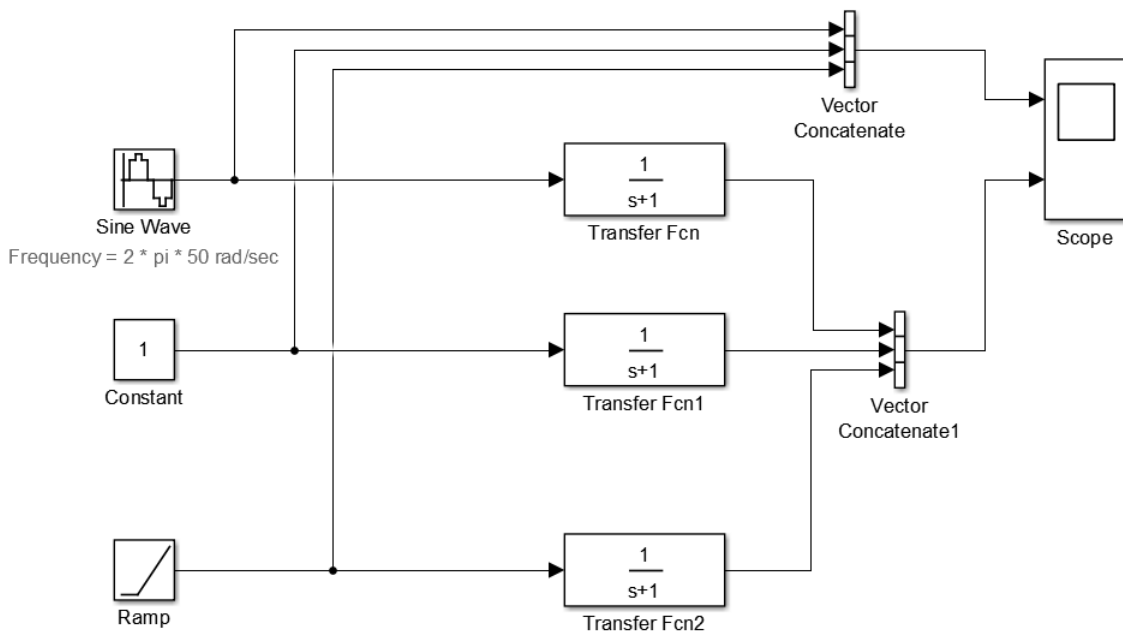 Vector
Concatenate
1
s+1
Transfer Fcn
Sine Wave
Frequency = 2 * pi * 50 rad/sec
Scope
1
Constant
1
s+1
Transfer Fcn1
Vector
Concatenate1
Ramp
1
s+1
Transfer Fcn2